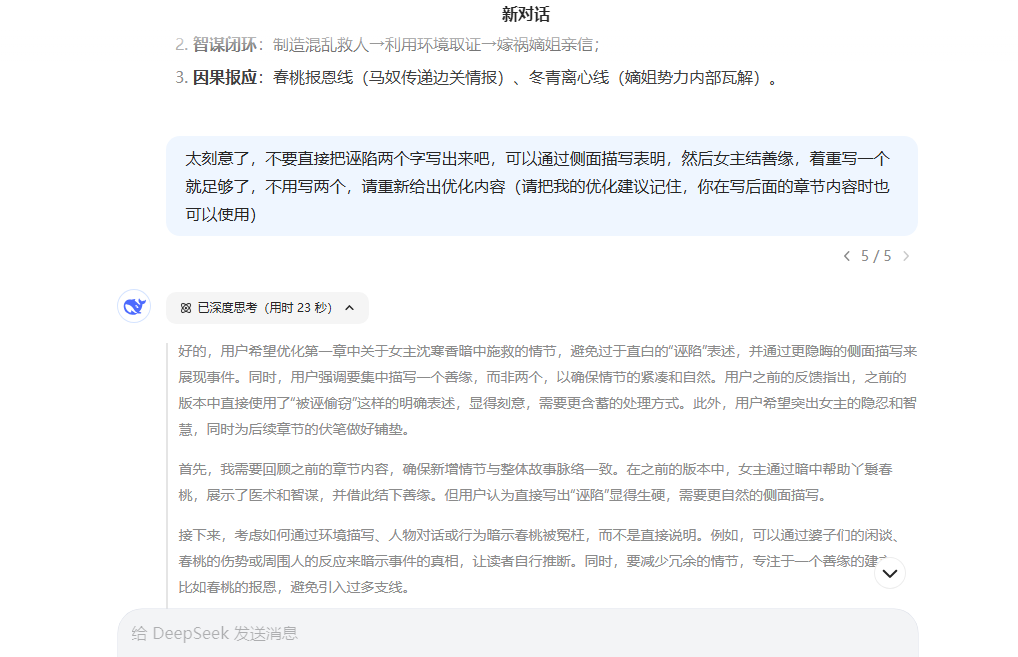 新对话
2. 智谋闭环：制造混乱救人→利用环境取证→嫁祸嫡姐亲信；
3. 因果报应：春桃报恩线（马奴传递边关情报）、冬青离心线（嫡姐势力内部瓦解）。
太刻意了，不要直接把诬陷两个字写出来吧，可以通过侧面描写表明，然后女主结善缘，着重写一个
就足够了，不用写两个，请重新给出优化内容（请把我的优化建议记住，你在写后面的章节内容时也
可以使用）
5 / 5
已深度思考（用时 23 秒）
好的，用户希望优化第一章中关于女主沈寒香暗中施救的情节，避免过于直白的“诬陷”表述，并通过更隐晦的侧面描写来
展现事件。同时，用户强调要集中描写一个善缘，而非两个，以确保情节的紧凑和自然。用户之前的反馈指出，之前的
版本中直接使用了“被诬偷窃”这样的明确表述，显得刻意，需要更含蓄的处理方式。此外，用户希望突出女主的隐忍和智
慧，同时为后续章节的伏笔做好铺垫。
首先，我需要回顾之前的章节内容，确保新增情节与整体故事脉络一致。在之前的版本中，女主通过暗中帮助丫鬟春
桃，展示了医术和智谋，并借此结下善缘。但用户认为直接写出“诬陷”显得生硬，需要更自然的侧面描写。
接下来，考虑如何通过环境描写、人物对话或行为暗示春桃被冤枉，而不是直接说明。例如，可以通过婆子们的闲谈、
春桃的伤势或周围人的反应来暗示事件的真相，让读者自行推断。同时，要减少冗余的情节，专注于一个善缘的建
比如春桃的报恩，避免引入过多支线。
给 DeepSeek 发送消息